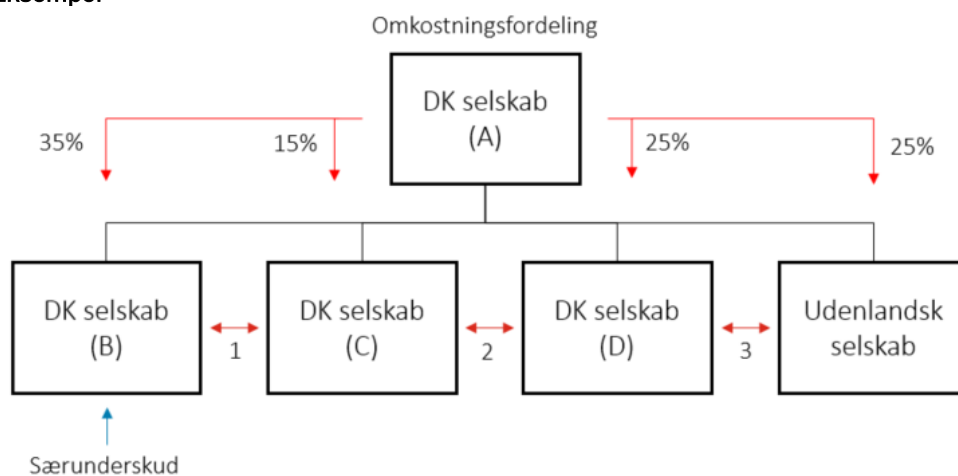 Omkostningsfordeling
DK selskab
(A)
35%
15%
25%
25%
DK selskab
(B)
DK selskab
(C)
DK selskab
(D)
Udenlandsk
selskab
1
2
3
Særunderskud